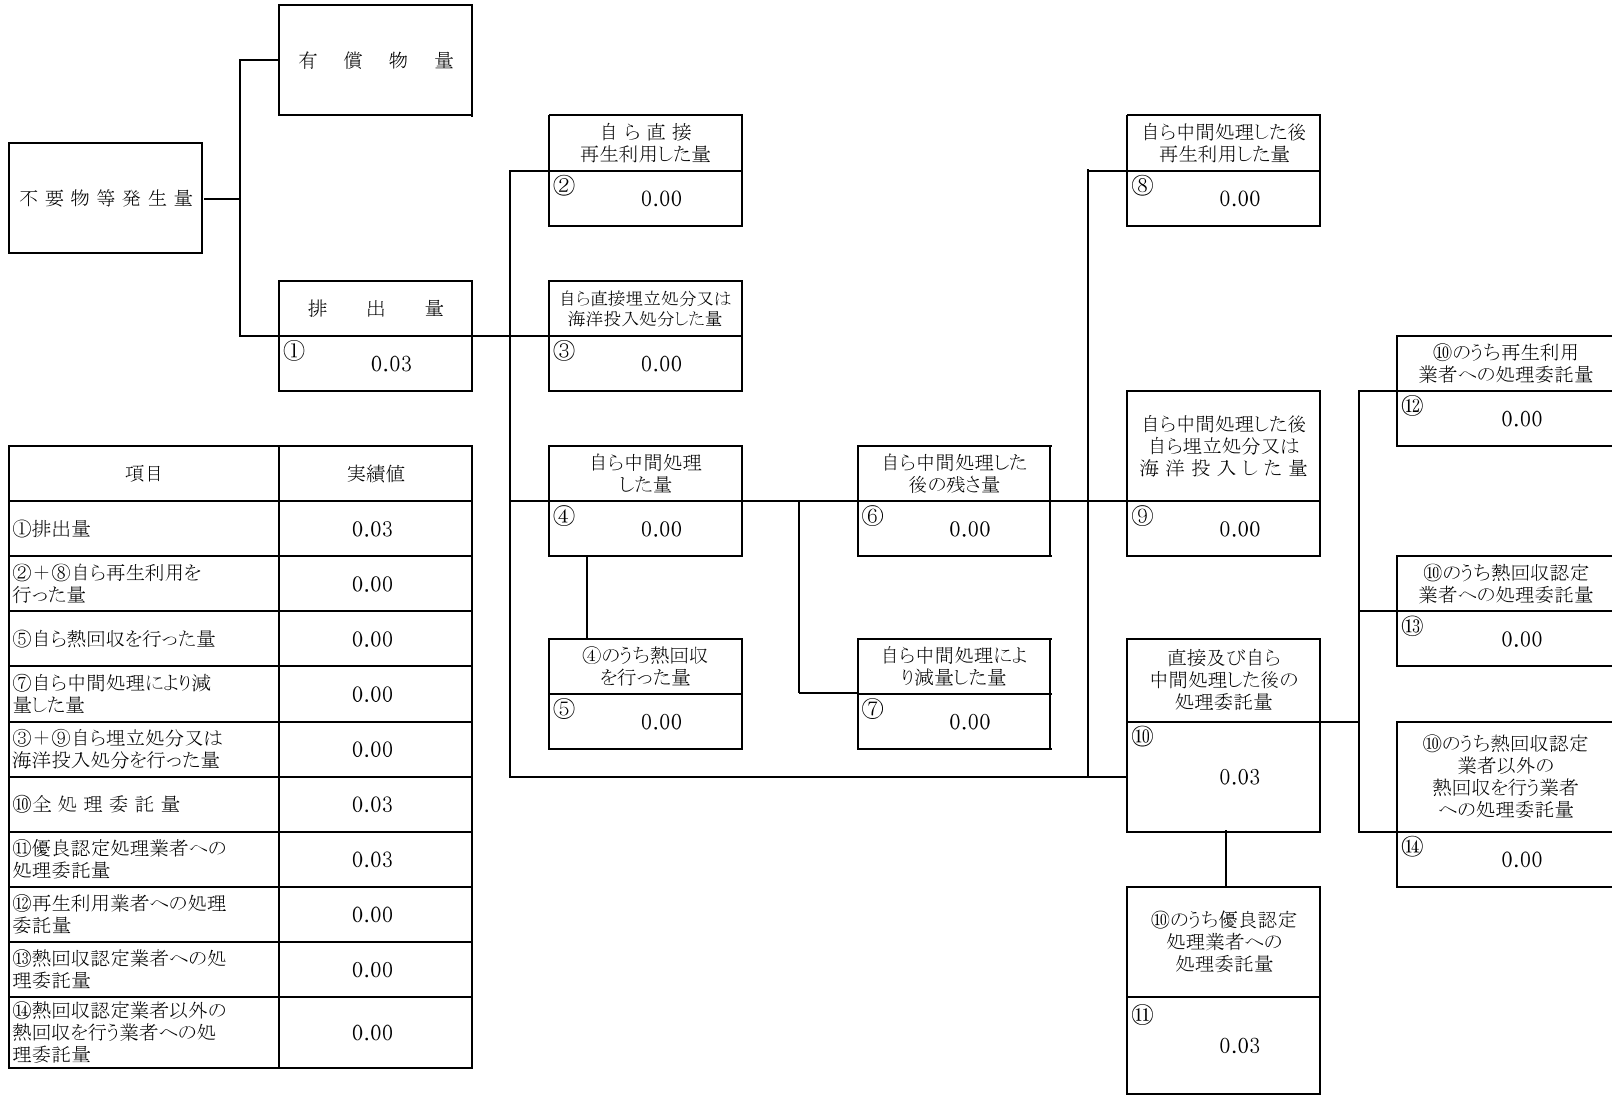 有償物量
不要物等発生量
排出量
①
0.03
自ら直接
再生利用した量
②
0.00
自ら直接埋立処分又は
海洋投入処分した量
③
0.00
自ら中間処理
した量
④
0.00
④のうち熱回収
を行った量
⑤
0.00
自ら中間処理した
後の残さ量
⑥
0.00
自ら中間処理によ
り減量した量
⑦
0.00
自ら中間処理した後
再生利用した量
⑧
0.00
自ら中間処理した後
自ら埋立処分又は
海洋投入した量
⑨
0.00
直接及び自ら
中間処理した後の
処理委託量
⑩
0.03
⑩のうち優良認定
処理業者への
処理委託量
⑪
0.03
⑩のうち再生利用
業者への処理委託量
⑫
0.00
⑩のうち熱回収認定
業者への処理委託量
⑬
0.00
⑩のうち熱回収認定
業者以外の
熱回収を行う業者
への処理委託量
⑭
0.00
項目 実績値
①排出量 0.03
②＋⑧自ら再生利用を
行った量 0.00
⑤自ら熱回収を行った量 0.00
⑦自ら中間処理により減
量した量 0.00
③＋⑨自ら埋立処分又は
海洋投入処分を行った量 0.00
⑩全処理委託量 0.03
⑪優良認定処理業者への
処理委託量 0.03
⑫再生利用業者への処理
委託量 0.00
⑬熱回収認定業者への処
理委託量 0.00
⑭熱回収認定業者以外の
熱回収を行う業者への処
理委託量 0.00